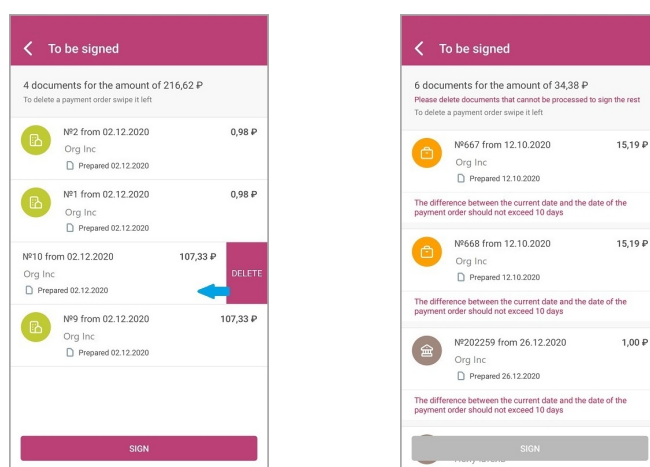 To be signed
4 documents for the amount of 216,62 ₽
To delete a payment order swipe it left
№2 from 02.12.2020 0,98 ₽
Org Inc
Prepared 02.12.2020
№1 from 02.12.2020 0,98 ₽
Org Inc
Prepared 02.12.2020
№10 from 02.12.2020 107,33 ₽
Org Inc
DELETE
Prepared 02.12.2020
№9 from 02.12.2020 107,33 ₽
Org Inc
Prepared 02.12.2020
SIGN
To be signed
6 documents for the amount of 34,38 ₽
Please delete documents that cannot be processed to sign the rest
To delete a payment order swipe it left
№667 from 12.10.2020 15,19 ₽
Org Inc
Prepared 12.10.2020
The difference between the current date and the date of the
payment order should not exceed 10 days
№668 from 12.10.2020 15,19 ₽
Org Inc
Prepared 12.10.2020
The difference between the current date and the date of the
payment order should not exceed 10 days
№202259 from 26.12.2020 1,00 ₽
Org Inc
Prepared 26.12.2020
The difference between the current date and the date of the
payment order should not exceed 10 days
SIGN